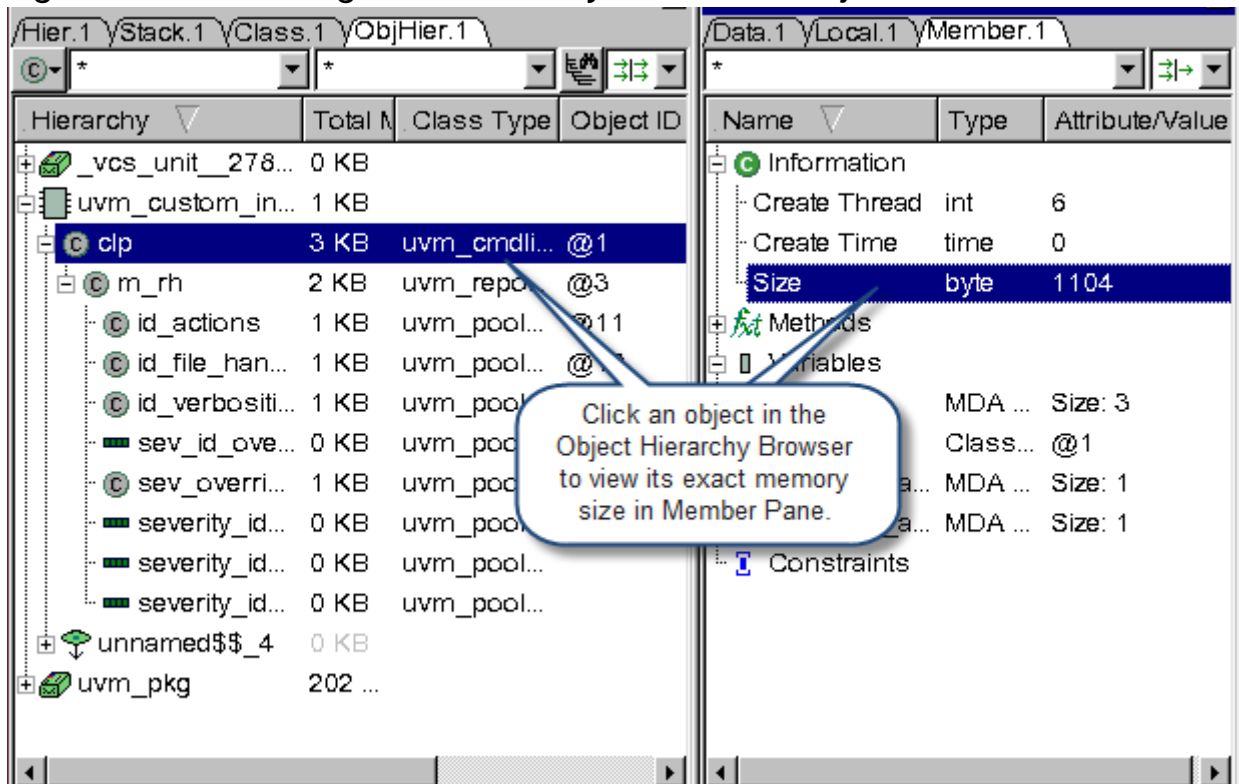 /Hier.1 \/Stack.1 \/Class.1 \/ObjHier.1 \
* *
Hierarchy Total M Class Type Object ID
_vcs_unit__278... 0 KB
uvm_custom_in... 1 KB
clp 3 KB uvm_cmdli... @1
m_rh 2 KB uvm_repo... @3
id_actions 1 KB uvm_pool... @11
id_file_han... 1 KB uvm_pool...
id_verbositi... 1 KB uvm_pool
sev_id_ove... 0 KB
sev_overri... 1 KB
severity_id... 0 KB uvm_pool
severity_id... 0 KB uvm_pool...
severity_id... 0 KB uvm_pool...
unnamed$$_4 0 KB
uvm_pkg 202 ...
/Data.1 \/Local.1 \/Member.1 \
*
Name Type Attribute/Value
Information
Create Thread int 6
Create Time time 0
Size byte 1104
Methods
Variables
MDA ... Size: 3
Class... @1
a... MDA ... Size: 1
a... MDA ... Size: 1
Constraints
Click an object in the
Object Hierarchy Browser
to view its exact memory
size in Member Pane.